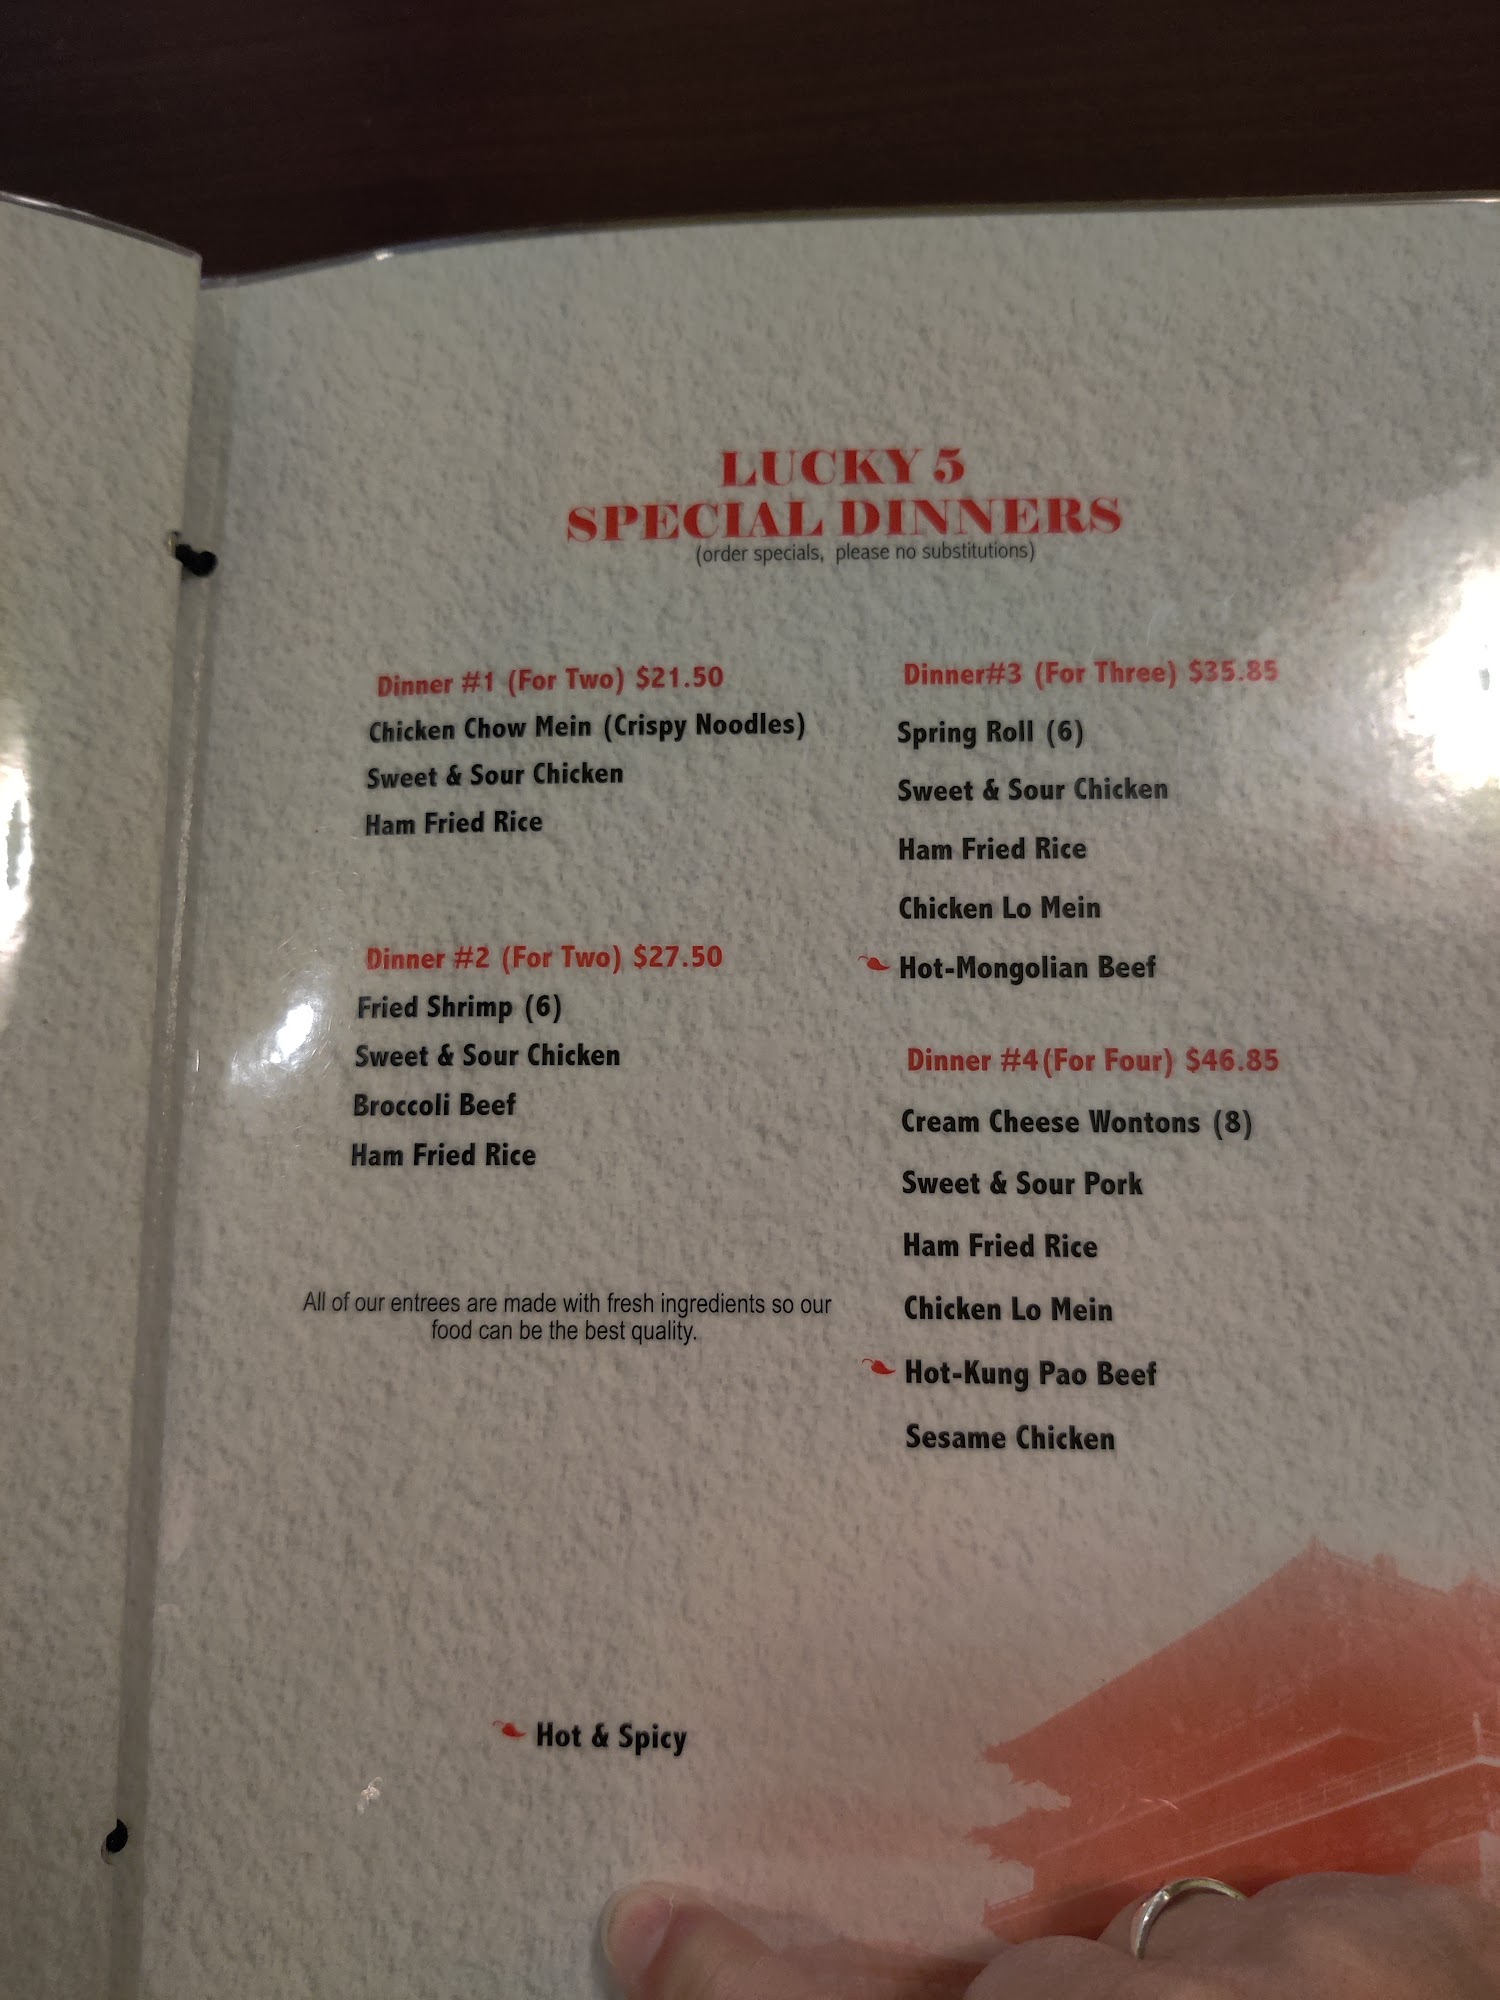 LUCKY 5
SPECIAL DINNERS
(order specials, please no substitutions)
Dinner #1 (For Two) $21.50
Chicken Chow Mein (Crispy Noodles)
Sweet & Sour Chicken
Ham Fried Rice
Dinner #2 (For Two) $27.50
Fried Shrimp (6)
Sweet & Sour Chicken
Broccoli Beef
Ham Fried Rice
All of our entrees are made with fresh ingredients so our
food can be the best quality.
Dinner#3 (For Three) $35.85
Spring Roll (6)
Sweet & Sour Chicken
Ham Fried Rice
Chicken Lo Mein
Hot-Mongolian Beef
Dinner #4(For Four) $46.85
Cream Cheese Wontons (8)
Sweet & Sour Pork
Ham Fried Rice
Chicken Lo Mein
Hot-Kung Pao Beef
Sesame Chicken
Hot & Spicy